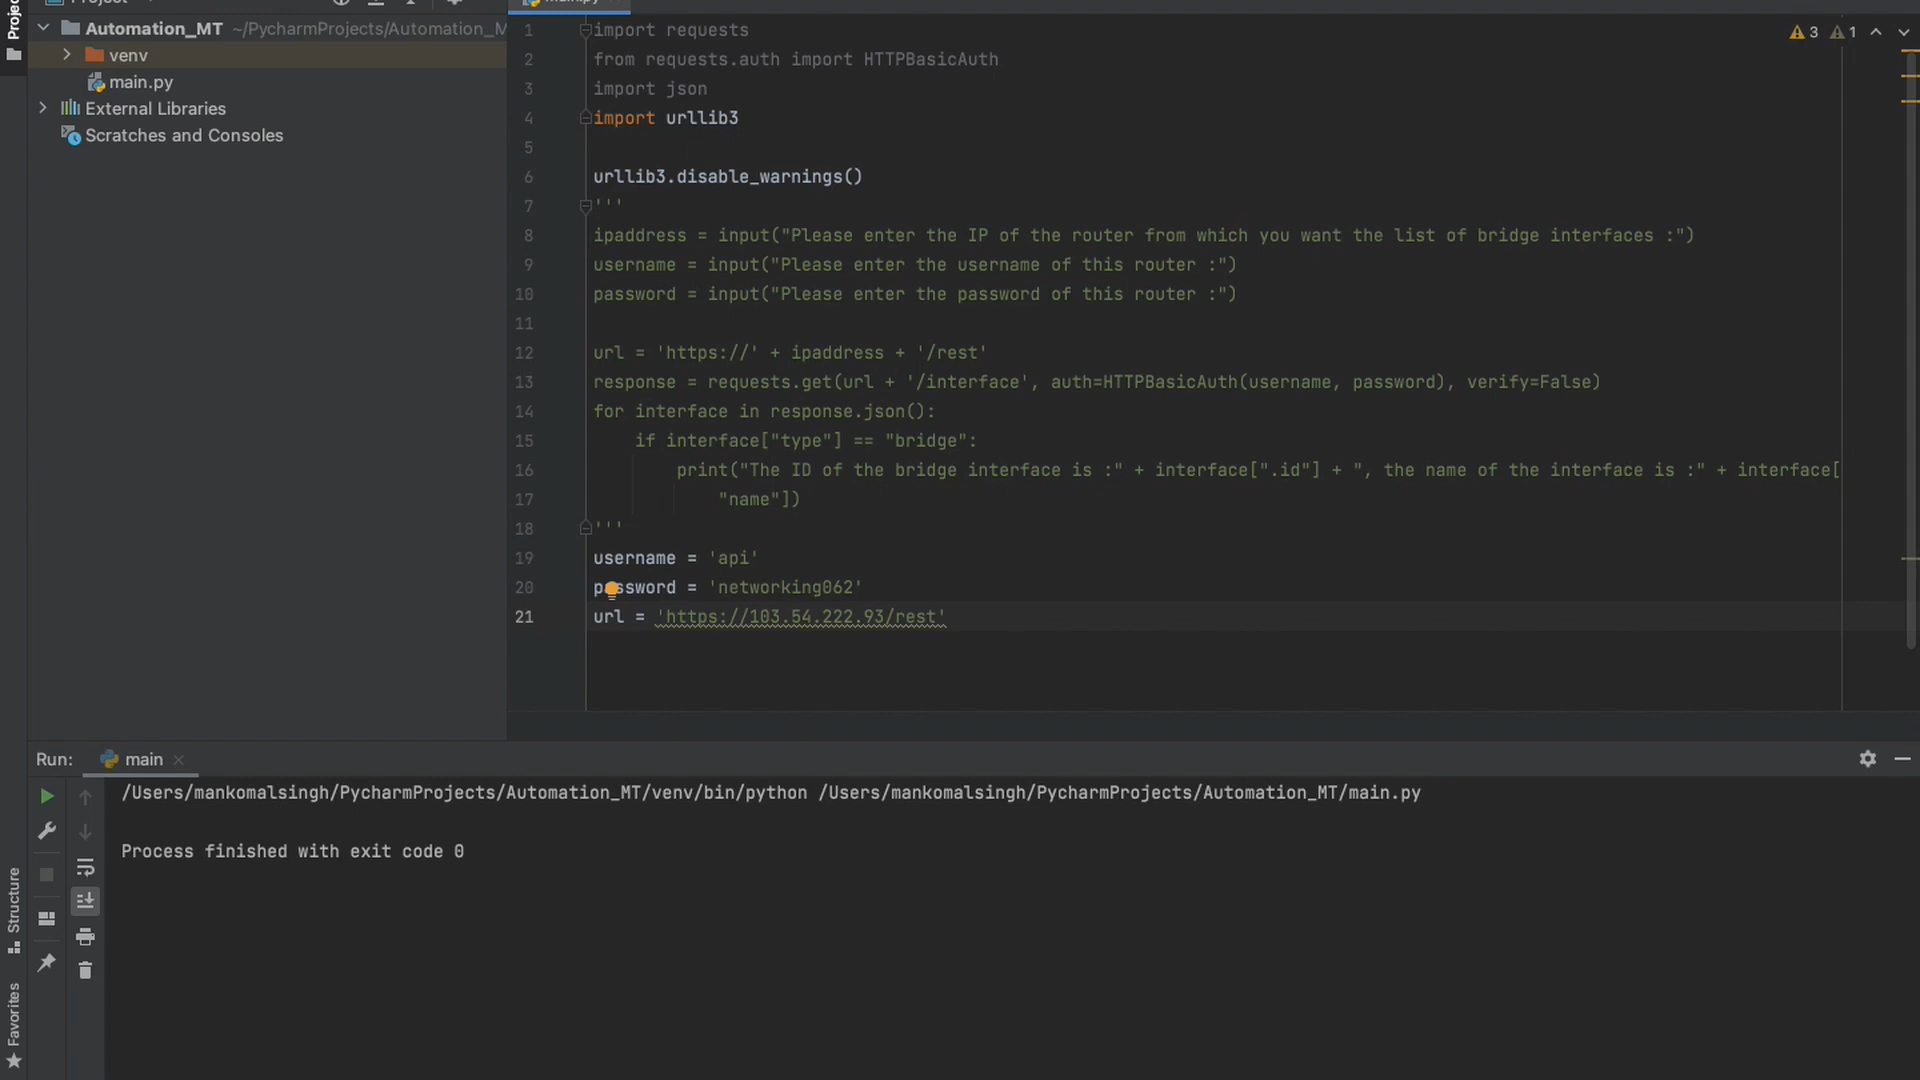 Project
Automation_MT ~/PycharmProjects/Automation_M
venv
main.py
External Libraries
Scratches and Consoles
main.py
3 1
1 import requests
2 from requests.auth import HTTPBasicAuth
3 import json
4 import urllib3
5
6 urllib3.disable_warnings()
7 '''
8 ipaddress = input("Please enter the IP of the router from which you want the list of bridge interfaces :")
9 username = input("Please enter the username of this router :")
10 password = input("Please enter the password of this router :")
11
12 url = 'https://' + ipaddress + '/rest'
13 response = requests.get(url + '/interface', auth=HTTPBasicAuth(username, password), verify=False)
14 for interface in response.json():
15     if interface["type"] == "bridge":
16         print("The ID of the bridge interface is :" + interface[".id"] + ", the name of the interface is :" + interface[
17             "name"])
18 '''
19 username = 'api'
20 password = 'networking062'
21 url = 'https://103.54.222.93/rest'
Run: main
/Users/mankomalsingh/PycharmProjects/Automation_MT/venv/bin/python /Users/mankomalsingh/PycharmProjects/Automation_MT/main.py
Process finished with exit code 0
Structure
Favorites